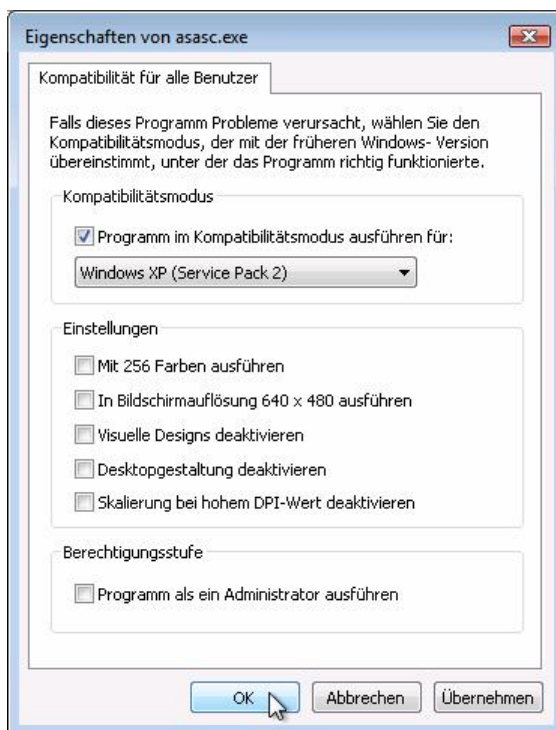 Eigenschaften von asasc.exe
Kompatibilität für alle Benutzer
Falls dieses Programm Probleme verursacht, wählen Sie den
Kompatibilitätsmodus, der mit der früheren Windows- Version
übereinstimmt, unter der das Programm richtig funktionierte.
Kompatibilitätsmodus
Programm im Kompatibilitätsmodus ausführen für:
Windows XP (Service Pack 2)
Einstellungen
Mit 256 Farben ausführen
In Bildschirmauflösung 640 x 480 ausführen
Visuelle Designs deaktivieren
Desktopgestaltung deaktivieren
Skalierung bei hohem DPI-Wert deaktivieren
Berechtigungsstufe
Programm als ein Administrator ausführen
OK Abbrechen Übernehmen